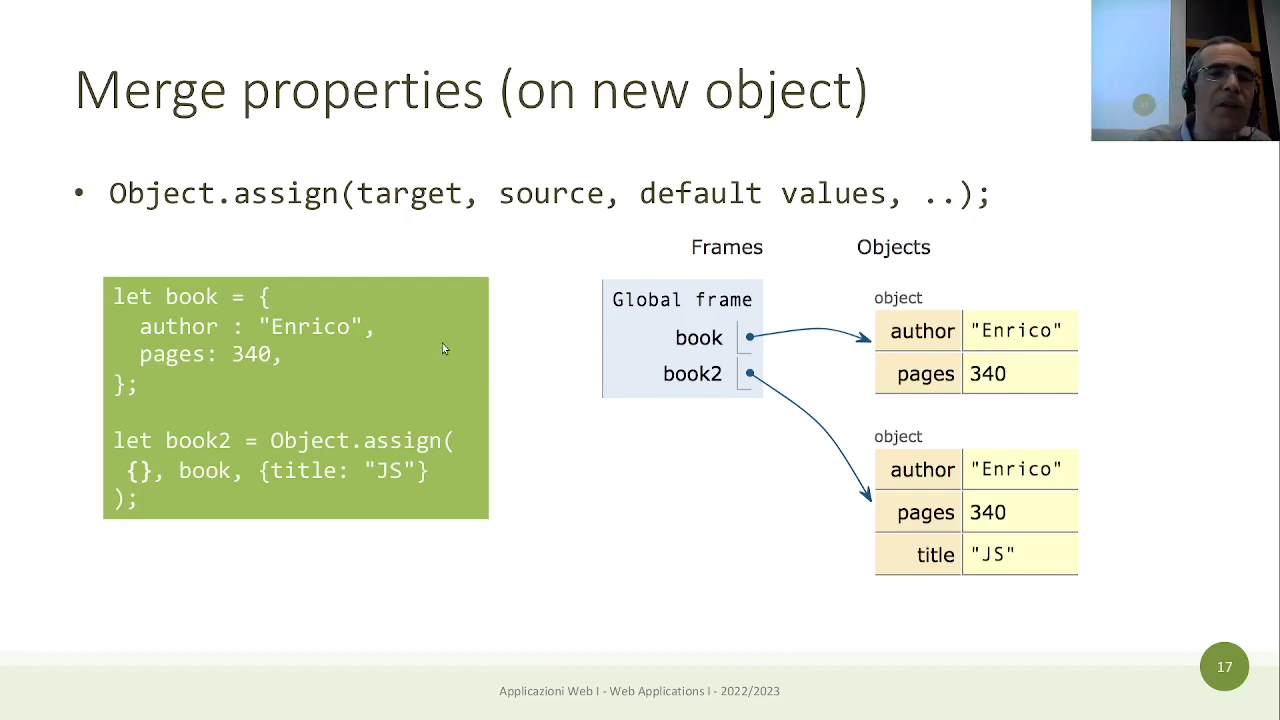 Merge properties (on new object)
• Object.assign(target, source, default values, ..);
let book = {
author : "Enrico",
pages: 340,
};
let book2 = Object.assign(
{}, book, {title: "JS"}
);
Frames
Objects
Global frame
book
book2
object
author "Enrico"
pages 340
object
author "Enrico"
pages 340
title "JS"
17
Applicazioni Web I - Web Applications I - 2022/2023